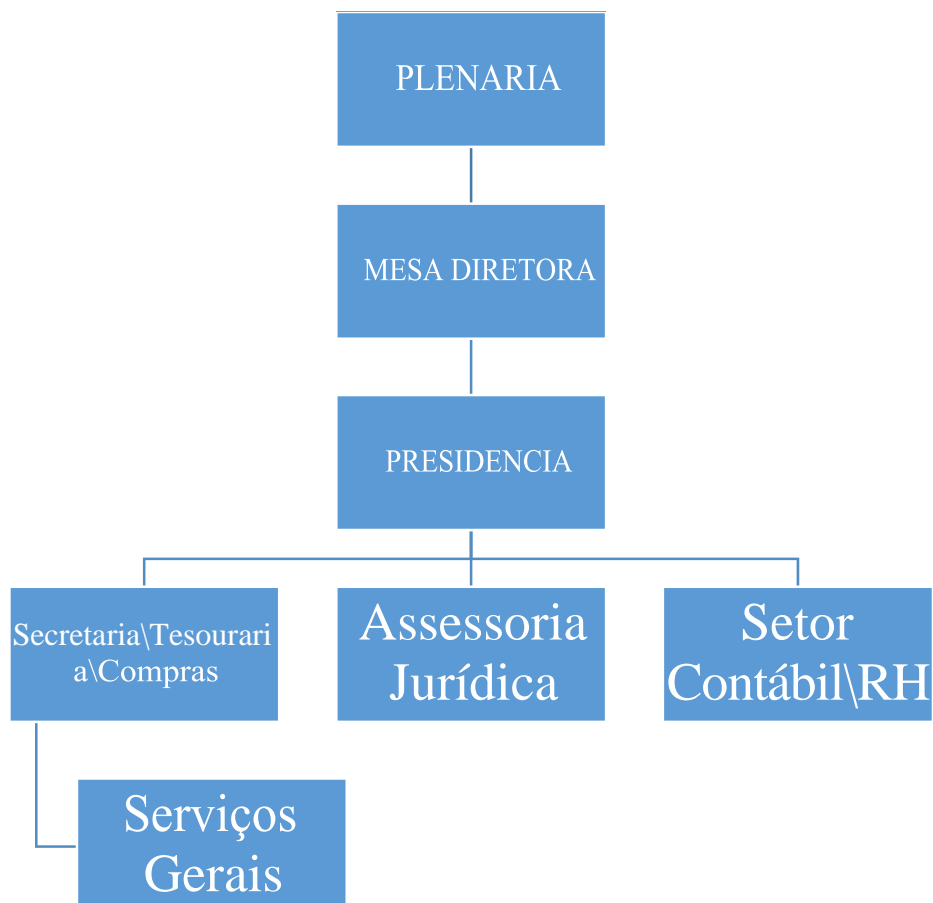 PLENARIA
MESA DIRETORA
PRESIDENCIA
Secretaria\Tesourari
a\Compras
Assessoria
Jurídica
Setor
Contábil\RH
Serviços
Gerais